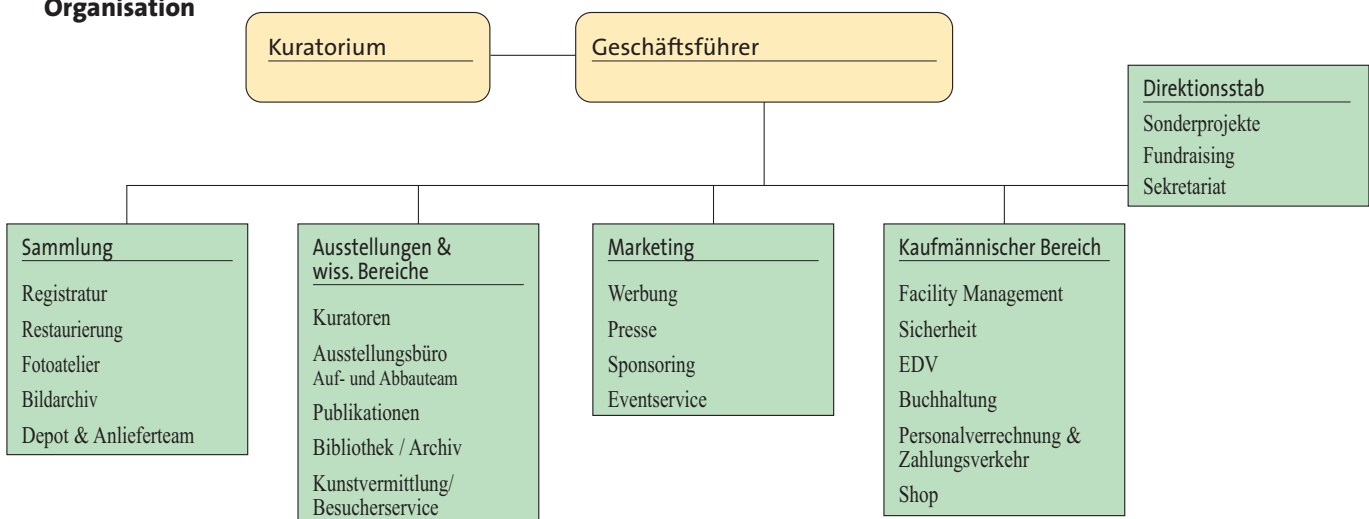 Organisation
Kuratorium
Geschäftsführer
Direktionsstab
Sonderprojekte
Fundraising
Sekretariat
Sammlung
Registratur
Restaurierung
Fotoatelier
Bildarchiv
Depot & Anlieferteam
Ausstellungen &
wiss. Bereiche
Kuratoren
Ausstellungsbüro
Auf- und Abbauteam
Publikationen
Bibliothek / Archiv
Kunstvermittlung/
Besucherservice
Marketing
Werbung
Presse
Sponsoring
Eventservice
Kaufmännischer Bereich
Facility Management
Sicherheit
EDV
Buchhaltung
Personalverrechnung &
Zahlungsverkehr
Shop